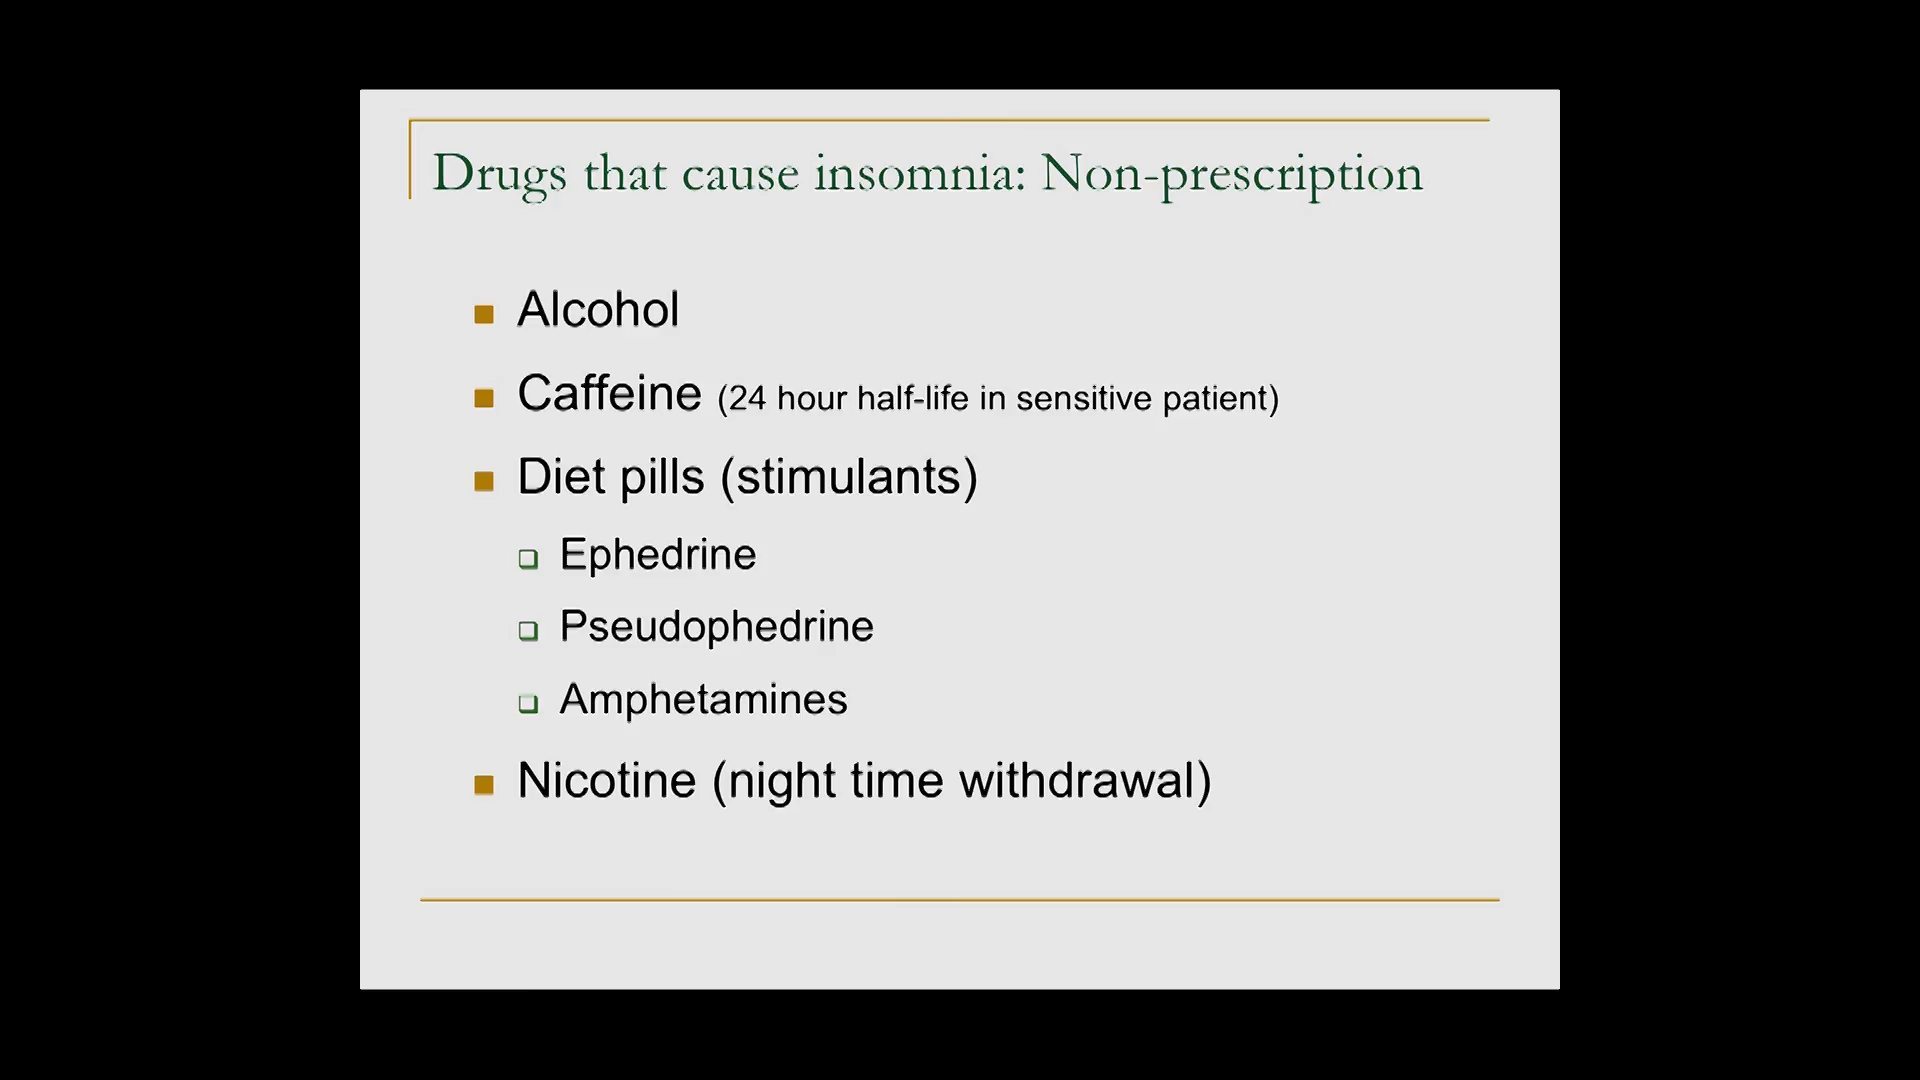 Drugs that cause insomnia: Non-prescription
Alcohol
Caffeine (24 hour half-life in sensitive patient)
Diet pills (stimulants)
Ephedrine
Pseudophedrine
Amphetamines
Nicotine (night time withdrawal)